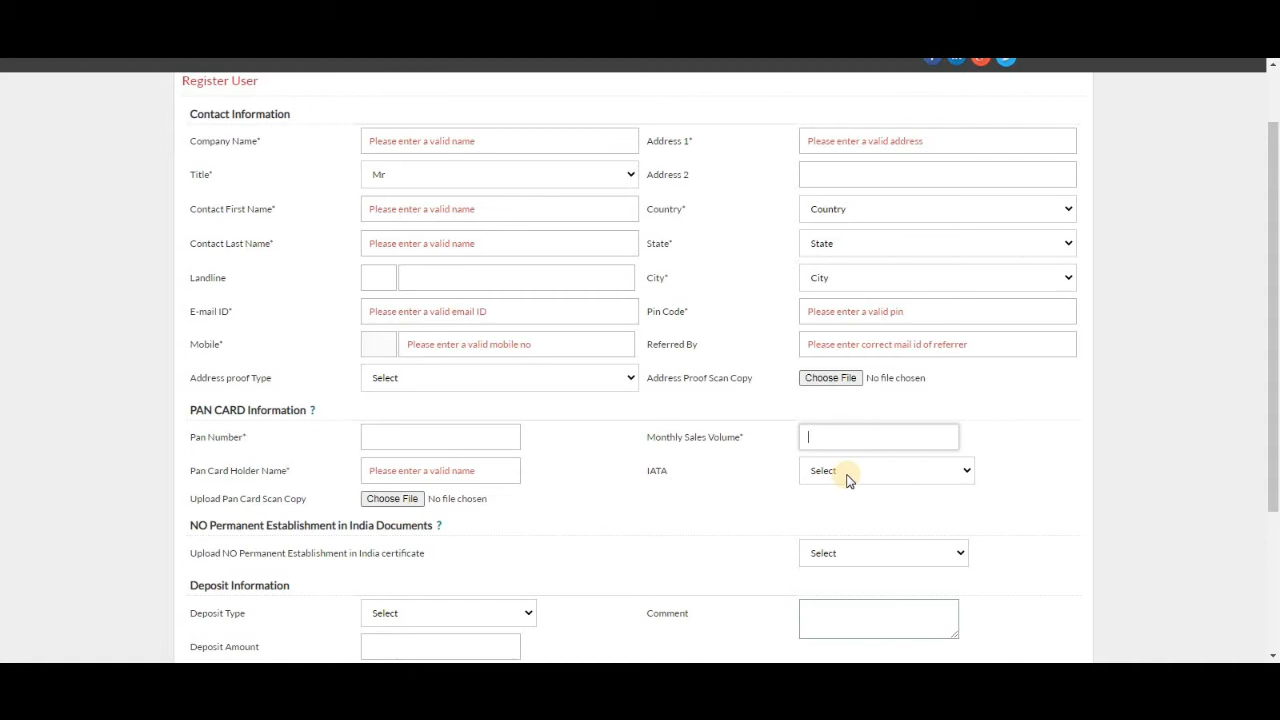 Register User
Contact Information
Company Name* Please enter a valid name Address 1* Please enter a valid address
Title* Mr Address 2
Contact First Name* Please enter a valid name Country* Country
Contact Last Name* Please enter a valid name State* State
Landline City* City
E-mail ID* Please enter a valid email ID Pin Code* Please enter a valid pin
Mobile* Please enter a valid mobile no Referred By Please enter correct mail id of referrer
Address proof Type Select Address Proof Scan Copy Choose File No file chosen
PAN CARD Information ?
Pan Number* Monthly Sales Volume*
Pan Card Holder Name* Please enter a valid name IATA Select
Upload Pan Card Scan Copy Choose File No file chosen
NO Permanent Establishment in India Documents ?
Upload NO Permanent Establishment in India certificate Select
Deposit Information
Deposit Type Select Comment
Deposit Amount